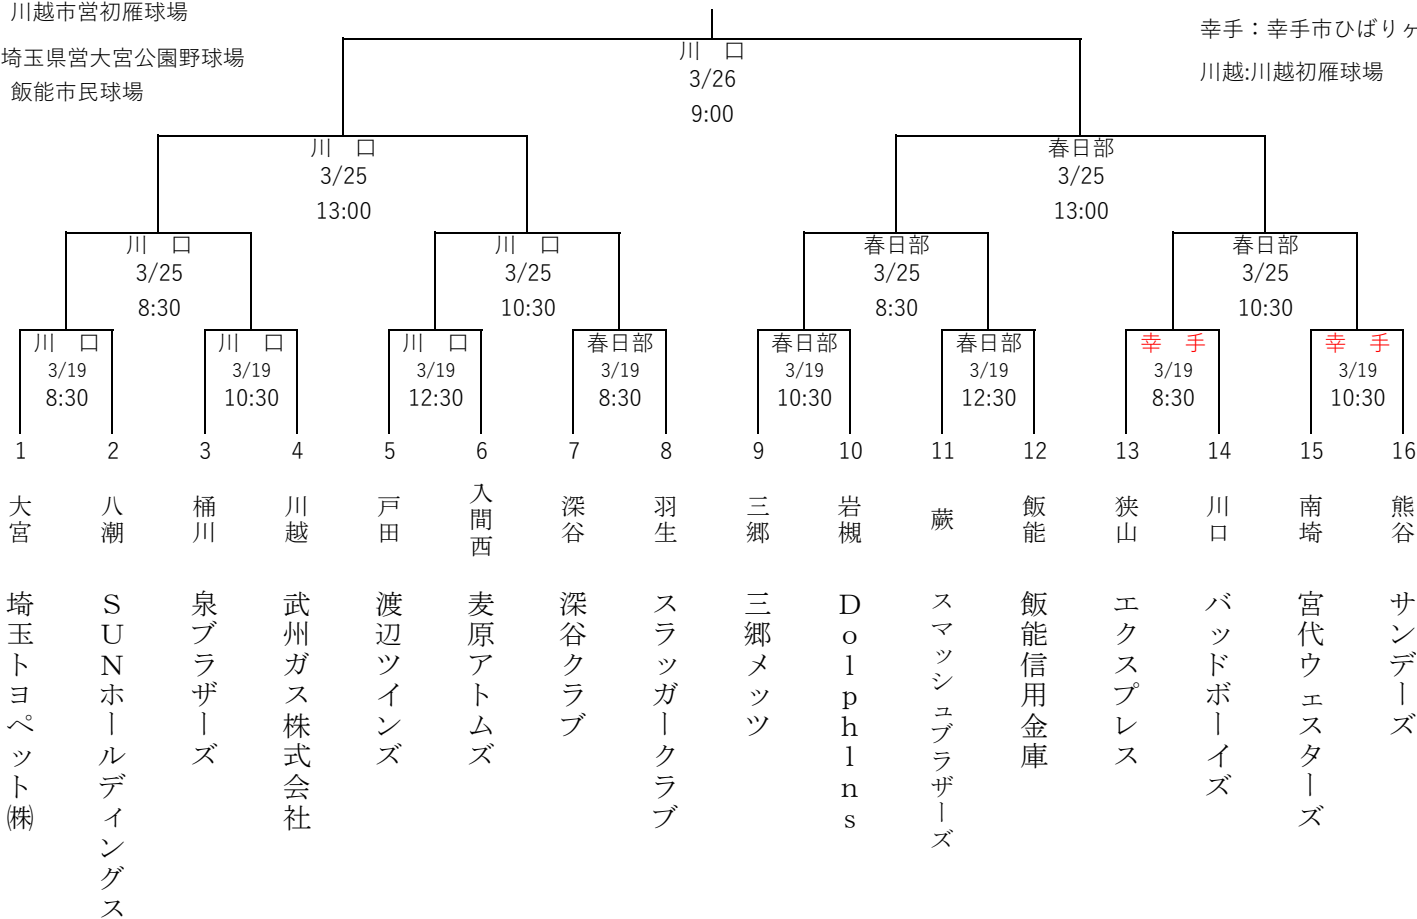 川越市営初雁球場
埼玉県営大宮公園野球場
飯能市民球場
幸手：幸手市ひばりヶ
川越:川越初雁球場
川　口
3/26
9:00
川　口
3/25
13:00
春日部
3/25
13:00
川　口
3/25
8:30
川　口
3/25
10:30
春日部
3/25
8:30
春日部
3/25
10:30
川　口
3/19
8:30
川　口
3/19
10:30
川　口
3/19
12:30
春日部
3/19
8:30
春日部
3/19
10:30
春日部
3/19
12:30
幸　手
3/19
8:30
幸　手
3/19
10:30
1 2 3 4 5 6 7 8 9 10 11 12 13 14 15 16
大宮
八潮
桶川
川越
戸田
入間西
深谷
羽生
三郷
岩槻
蕨
飯能
狭山
川口
南埼
熊谷
埼玉トヨペット㈱
ＳＵＮホールディングス
泉ブラザーズ
武州ガス株式会社
渡辺ツインズ
麦原アトムズ
深谷クラブ
スラッガークラブ
三郷メッツ
Ｄｏｌｐｈｌｎｓ
スマッシュブラザーズ
飯能信用金庫
エクスプレス
バッドボーイズ
宮代ウェスターズ
サンデーズ